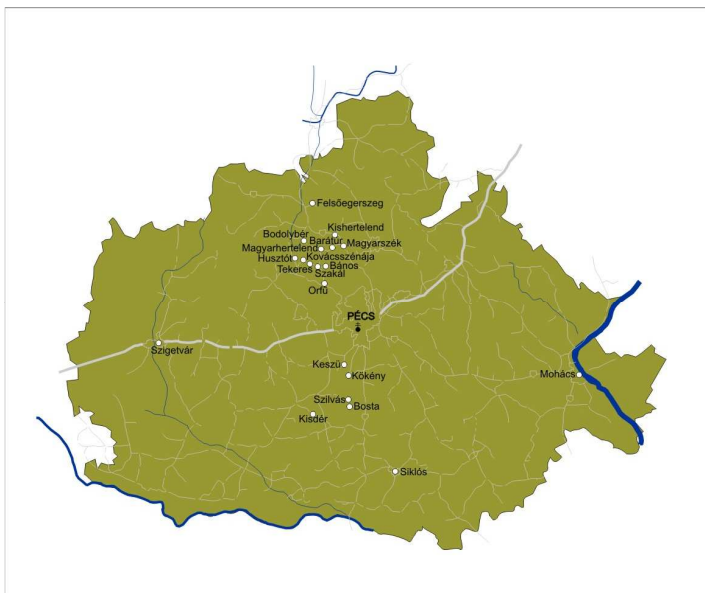 Felsőegerszeg
Kishertelend
Bodolybér
Barátúr
Magyarszék
Magyarhertelend
Kovácsszénája
Husztót
Tekeres
Bános
Szakál
Orfű
PÉCS
Szigetvár
Keszü
Kökény
Mohács
Szilvás
Bosta
Kisdér
Siklós